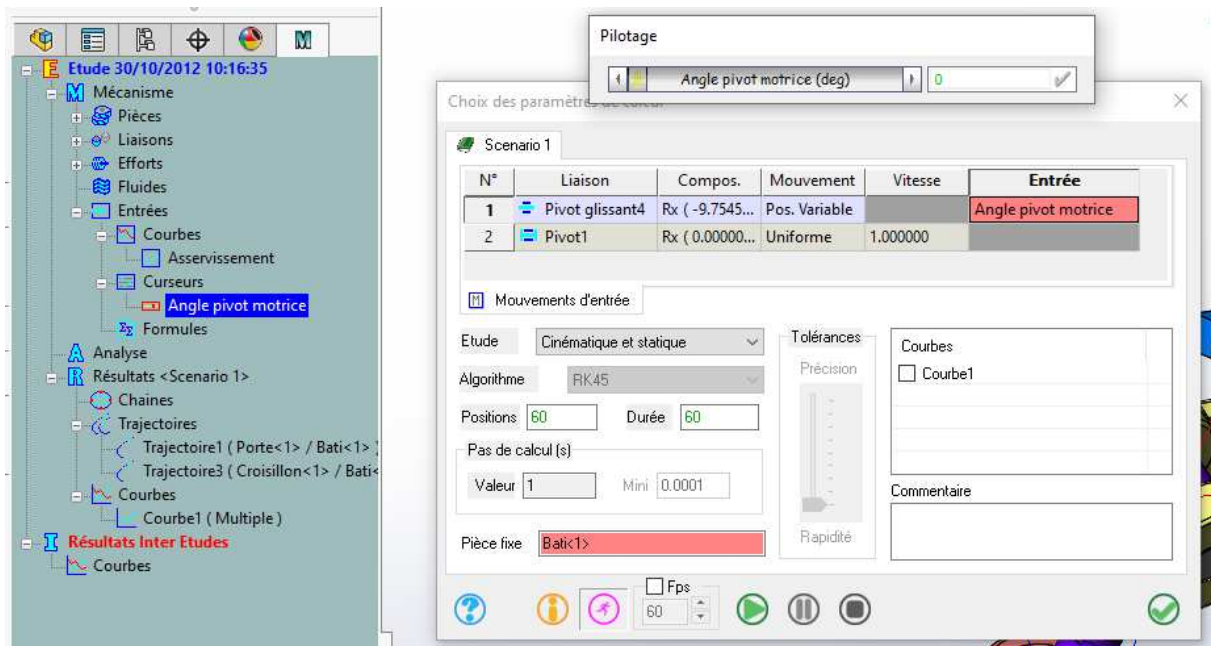 Etude 30/10/2012 10:16:35
Mécanisme
Pièces
Liaisons
Efforts
Fluides
Entrées
Courbes
Asservissement
Curseurs
Angle pivot motrice
Formules
Analyse
Résultats <Scenario 1>
Chaines
Trajectoires
Trajectoire1 ( Porte<1> / Bati<1>
Trajectoire3 ( Croisillon<1> / Bati<
Courbes
Courbe1 ( Multiple )
Résultats Inter Etudes
Courbes
Pilotage
Angle pivot motrice (deg) 0
Choix des paramètres de calcul
Scenario 1
N° Liaison Compos. Mouvement Vitesse Entrée
1 Pivot glissant4 Rx ( -9.7545... Pos. Variable Angle pivot motrice
2 Pivot1 Rx ( 0.00000... Uniforme 1.000000
Mouvements d'entrée
Etude Cinématique et statique
Algorithme RK45
Positions 60 Durée 60
Pas de calcul (s)
Valeur 1 Mini 0.0001
Pièce fixe Bati<1>
Tolérances
Précision
Rapidité
Courbes
Courbe1
Commentaire
Fps
60